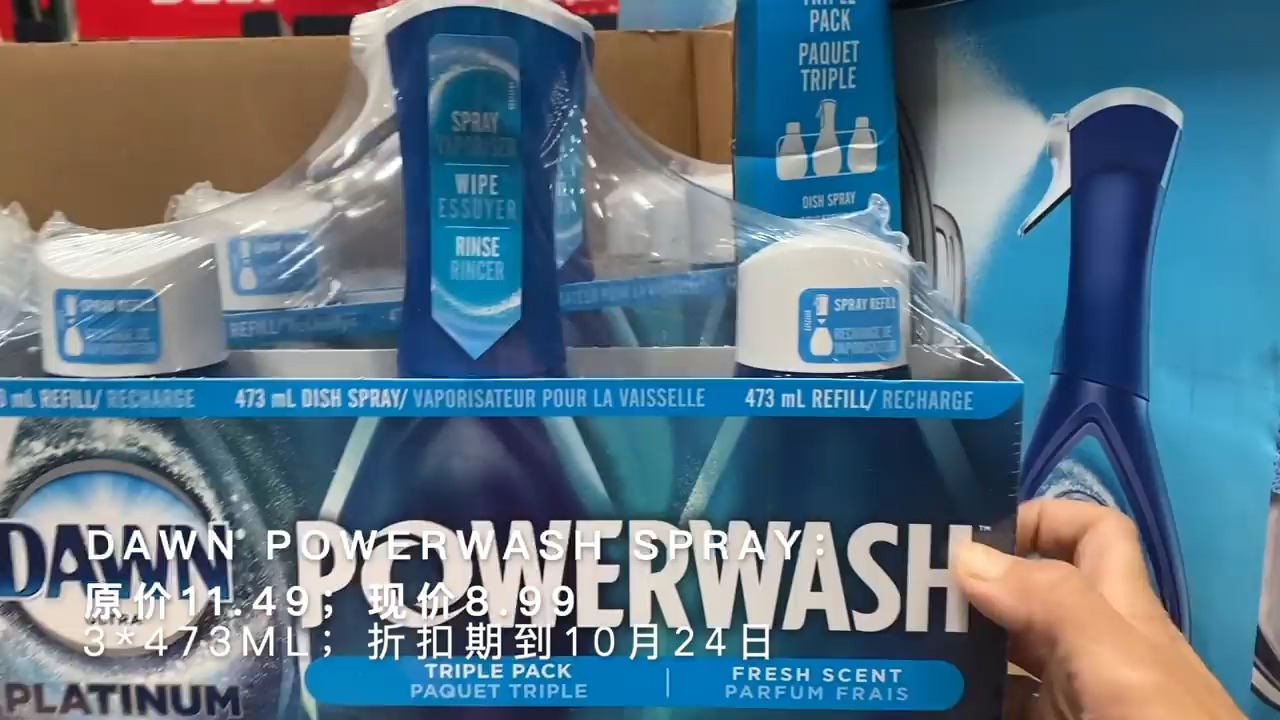 TRIPLE
PACK
PAQUET
TRIPLE
DISH SPRAY
SPRAY
VAPORISER
WIPE
ESSUYER
RINSE
RINCER
SPRAY REFILL
RECHARGE DE
VAPORISATEUR
SPRAY REFILL
RECHARGE DE
VAPORISATEUR
REFILL/
mL REFILL/ RECHARGE
473 mL DISH SPRAY/ VAPORISATEUR POUR LA VAISSELLE
473 mL REFILL/ RECHARGE
DAWN
ULTRA
PLATINUM
POWERWASH™
DAWN POWERWASH SPRAY:
原价11.49；现价8.99
3*473ML；折扣期到10月24日
TRIPLE PACK
PAQUET TRIPLE
FRESH SCENT
PARFUM FRAIS